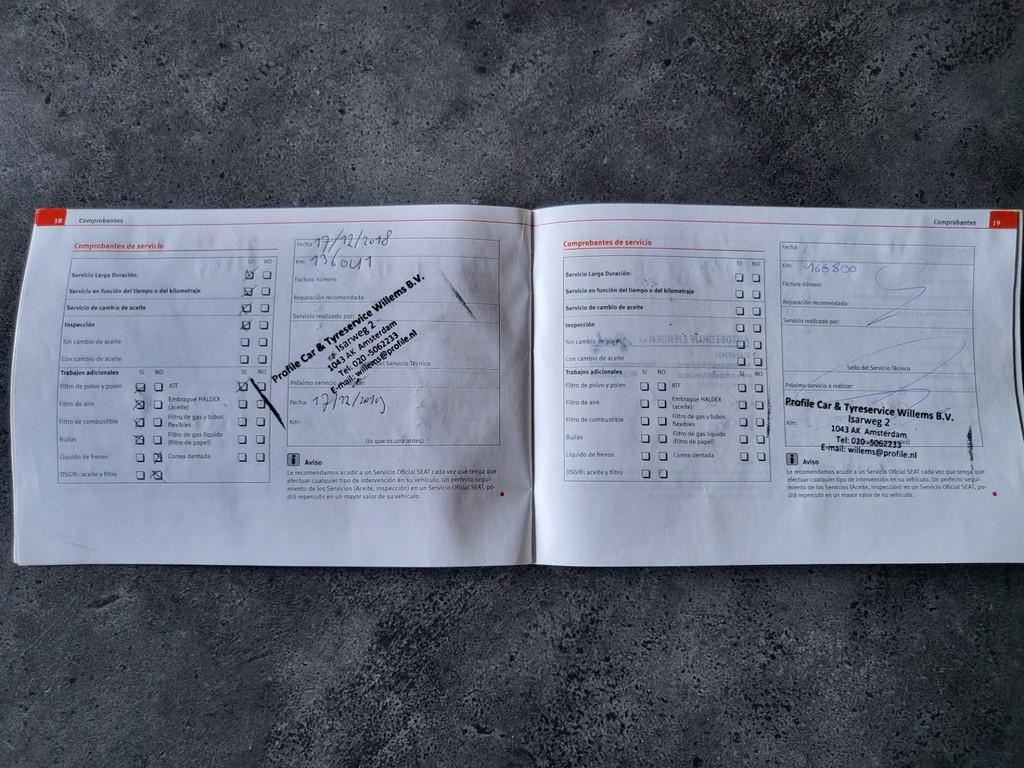 18 Comprobantes
Comprobantes de servicio
SI NO
Servicio Larga Duración:
Servicio en función del tiempo o del kilometraje
Servicio de cambio de aceite
Inspección
Sin cambio de aceite
Con cambio de aceite
Trabajos adicionales SI NO SI NO
Filtro de polvo y polen ATF
Filtro de aire Embrague HALDEX
(aceite)
Filtro de combustible Filtro de gas y tubos
flexibles
Bujías Filtro de gas líquido
(filtro de papel)
Líquido de frenos Correa dentada
DSG®: aceite y filtro
Fecha 17/12/2018
Km: 136041
Factura número
Reparación recomendada:
Servicio realizado por:
Profile Car & Tyreservice Willems B.V.
Isarweg 2
1043 AK Amsterdam
Tel: 020-5062233
E-mail: willems@profile.nl
del Servicio Técnico
Próximo servicio
Fecha: 17/12/2019
Km:
(lo que ocurra antes)
Aviso
Le recomendamos acudir a un Servicio Oficial SEAT cada vez que tenga que
efectuar cualquier tipo de intervención en su vehículo. Un perfecto segui-
miento de los Servicios (Aceite, Inspección) en un Servicio Oficial SEAT, po-
drá repercutir en un mayor valor de su vehículo.
Comprobantes 19
Comprobantes de servicio
SI NO
Servicio Larga Duración:
Servicio en función del tiempo o del kilometraje
Servicio de cambio de aceite
Inspección
Sin cambio de aceite
Con cambio de aceite
Trabajos adicionales SI NO SI NO
Filtro de polvo y polen ATF
Filtro de aire Embrague HALDEX
(aceite)
Filtro de combustible Filtro de gas y tubos
flexibles
Bujías Filtro de gas líquido
(filtro de papel)
Líquido de frenos Correa dentada
DSG®: aceite y filtro
Fecha
Km: 166800
Factura número
Reparación recomendada:
Servicio realizado por:
Sello del Servicio Técnico
Próximo servicio a realizar:
Profile Car & Tyreservice Willems B.V.
Isarweg 2
Km: 1043 AK Amsterdam
Tel: 020-5062233
E-mail: willems@profile.nl
Aviso
Le recomendamos acudir a un Servicio Oficial SEAT cada vez que tenga que
efectuar cualquier tipo de intervención en su vehículo. Un perfecto segui-
miento de los Servicios (Aceite, Inspección) en un Servicio Oficial SEAT, po-
drá repercutir en un mayor valor de su vehículo.